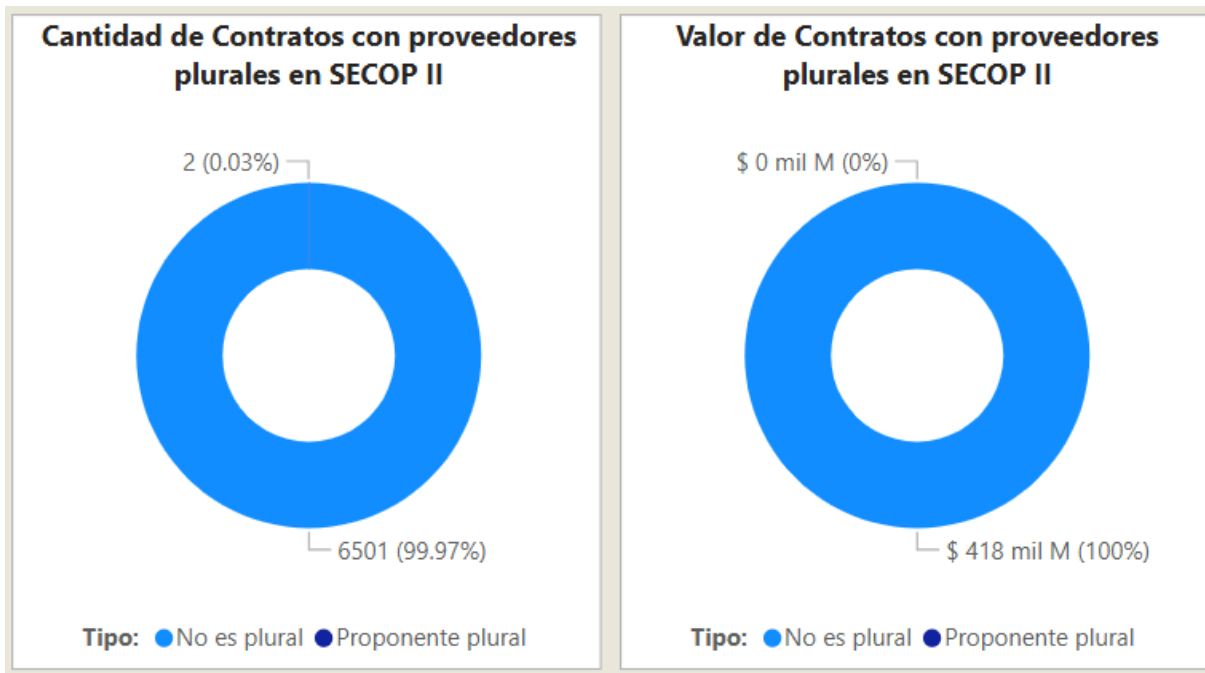 Cantidad de Contratos con proveedores
plurales en SECOP II
2 (0.03%)
6501 (99.97%)
Tipo: No es plural Proponente plural
Valor de Contratos con proveedores
plurales en SECOP II
$ 0 mil M (0%)
$ 418 mil M (100%)
Tipo: No es plural Proponente plural